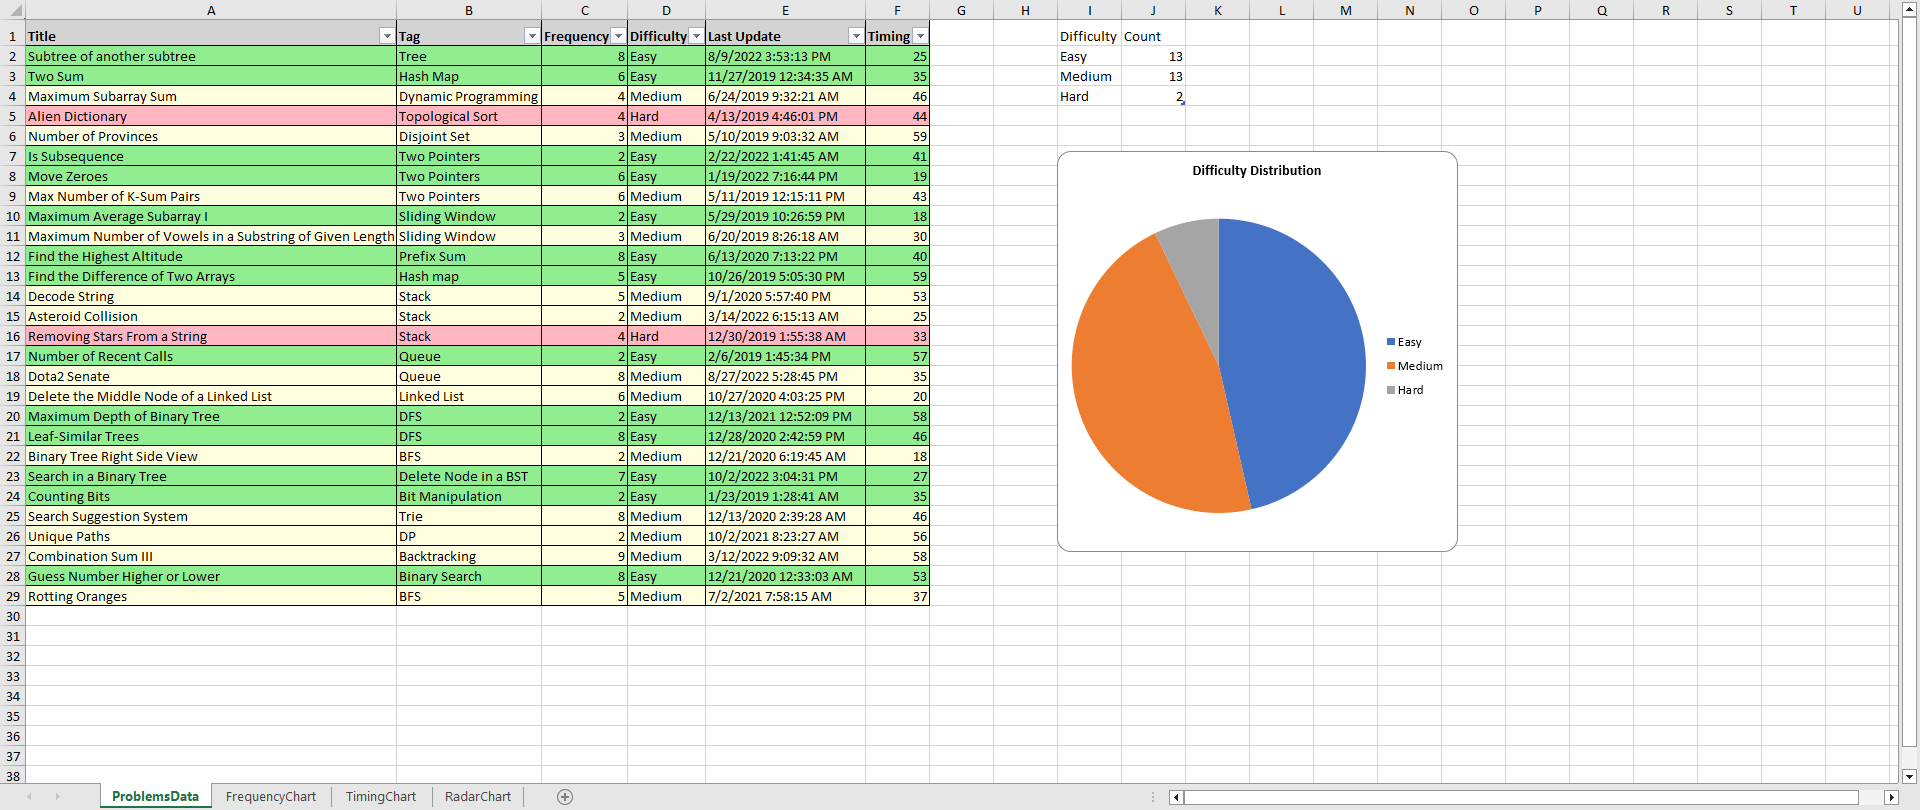 A B C D E F G H I J K L M N O P Q R S T U
1 Title Tag Frequency Difficulty Last Update Timing Difficulty Count
2 Subtree of another subtree Tree 8 Easy 8/9/2022 3:53:13 PM 25 Easy 13
3 Two Sum Hash Map 6 Easy 11/27/2019 12:34:35 AM 35 Medium 13
4 Maximum Subarray Sum Dynamic Programming 4 Medium 6/24/2019 9:32:21 AM 46 Hard 2
5 Alien Dictionary Topological Sort 4 Hard 4/13/2019 4:46:01 PM 44
6 Number of Provinces Disjoint Set 3 Medium 5/10/2019 9:03:32 AM 59
7 Is Subsequence Two Pointers 2 Easy 2/22/2022 1:41:45 AM 41
8 Move Zeroes Two Pointers 6 Easy 1/19/2022 7:16:44 PM 19
9 Max Number of K-Sum Pairs Two Pointers 6 Medium 5/11/2019 12:15:11 PM 43
10 Maximum Average Subarray I Sliding Window 2 Easy 5/29/2019 10:26:59 PM 18
11 Maximum Number of Vowels in a Substring of Given Length Sliding Window 3 Medium 6/20/2019 8:26:18 AM 30
12 Find the Highest Altitude Prefix Sum 8 Easy 6/13/2020 7:13:22 PM 40
13 Find the Difference of Two Arrays Hash map 5 Easy 10/26/2019 5:05:30 PM 59
14 Decode String Stack 5 Medium 9/1/2020 5:57:40 PM 53
15 Asteroid Collision Stack 2 Medium 3/14/2022 6:15:13 AM 25
16 Removing Stars From a String Stack 4 Hard 12/30/2019 1:55:38 AM 33
17 Number of Recent Calls Queue 2 Easy 2/6/2019 1:45:34 PM 57
18 Dota2 Senate Queue 8 Medium 8/27/2022 5:28:45 PM 35
19 Delete the Middle Node of a Linked List Linked List 6 Medium 10/27/2020 4:03:25 PM 20
20 Maximum Depth of Binary Tree DFS 2 Easy 12/13/2021 12:52:09 PM 58
21 Leaf-Similar Trees DFS 8 Easy 12/28/2020 2:42:59 PM 46
22 Binary Tree Right Side View BFS 2 Medium 12/21/2020 6:19:45 AM 18
23 Search in a Binary Tree Delete Node in a BST 7 Easy 10/2/2022 3:04:31 PM 27
24 Counting Bits Bit Manipulation 2 Easy 1/23/2019 1:28:41 AM 35
25 Search Suggestion System Trie 8 Medium 12/13/2020 2:39:28 AM 46
26 Unique Paths DP 2 Medium 10/2/2021 8:23:27 AM 56
27 Combination Sum III Backtracking 9 Medium 3/12/2022 9:09:32 AM 58
28 Guess Number Higher or Lower Binary Search 8 Easy 12/21/2020 12:33:03 AM 53
29 Rotting Oranges BFS 5 Medium 7/2/2021 7:58:15 AM 37
30
31
32
33
34
35
36
37
38
Difficulty Distribution
Easy
Medium
Hard
ProblemsData FrequencyChart TimingChart RadarChart